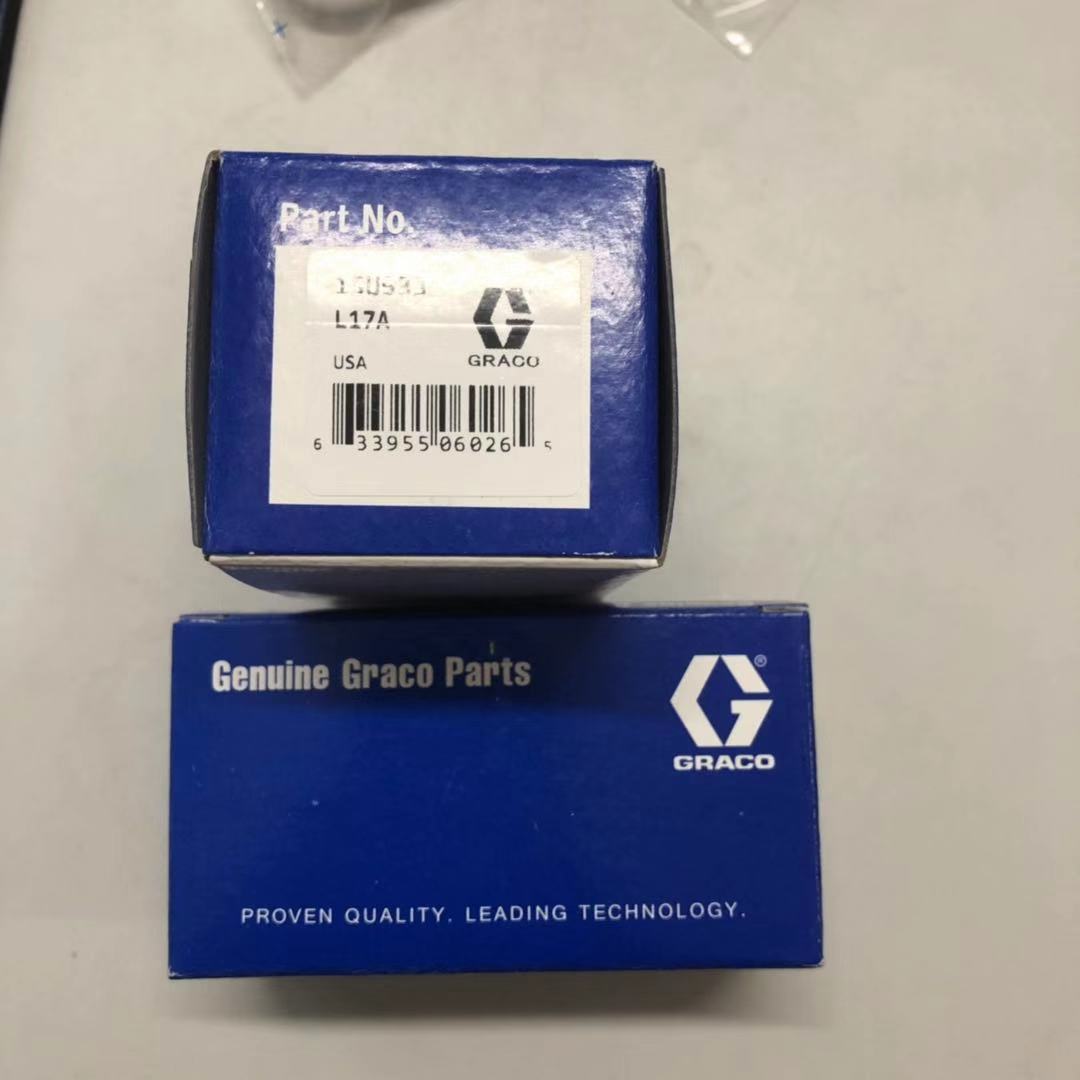 Part No.
L17A
GRACO
USA
6 33955 06026 5
Genuine Graco Parts
®
GRACO
PROVEN QUALITY. LEADING TECHNOLOGY.